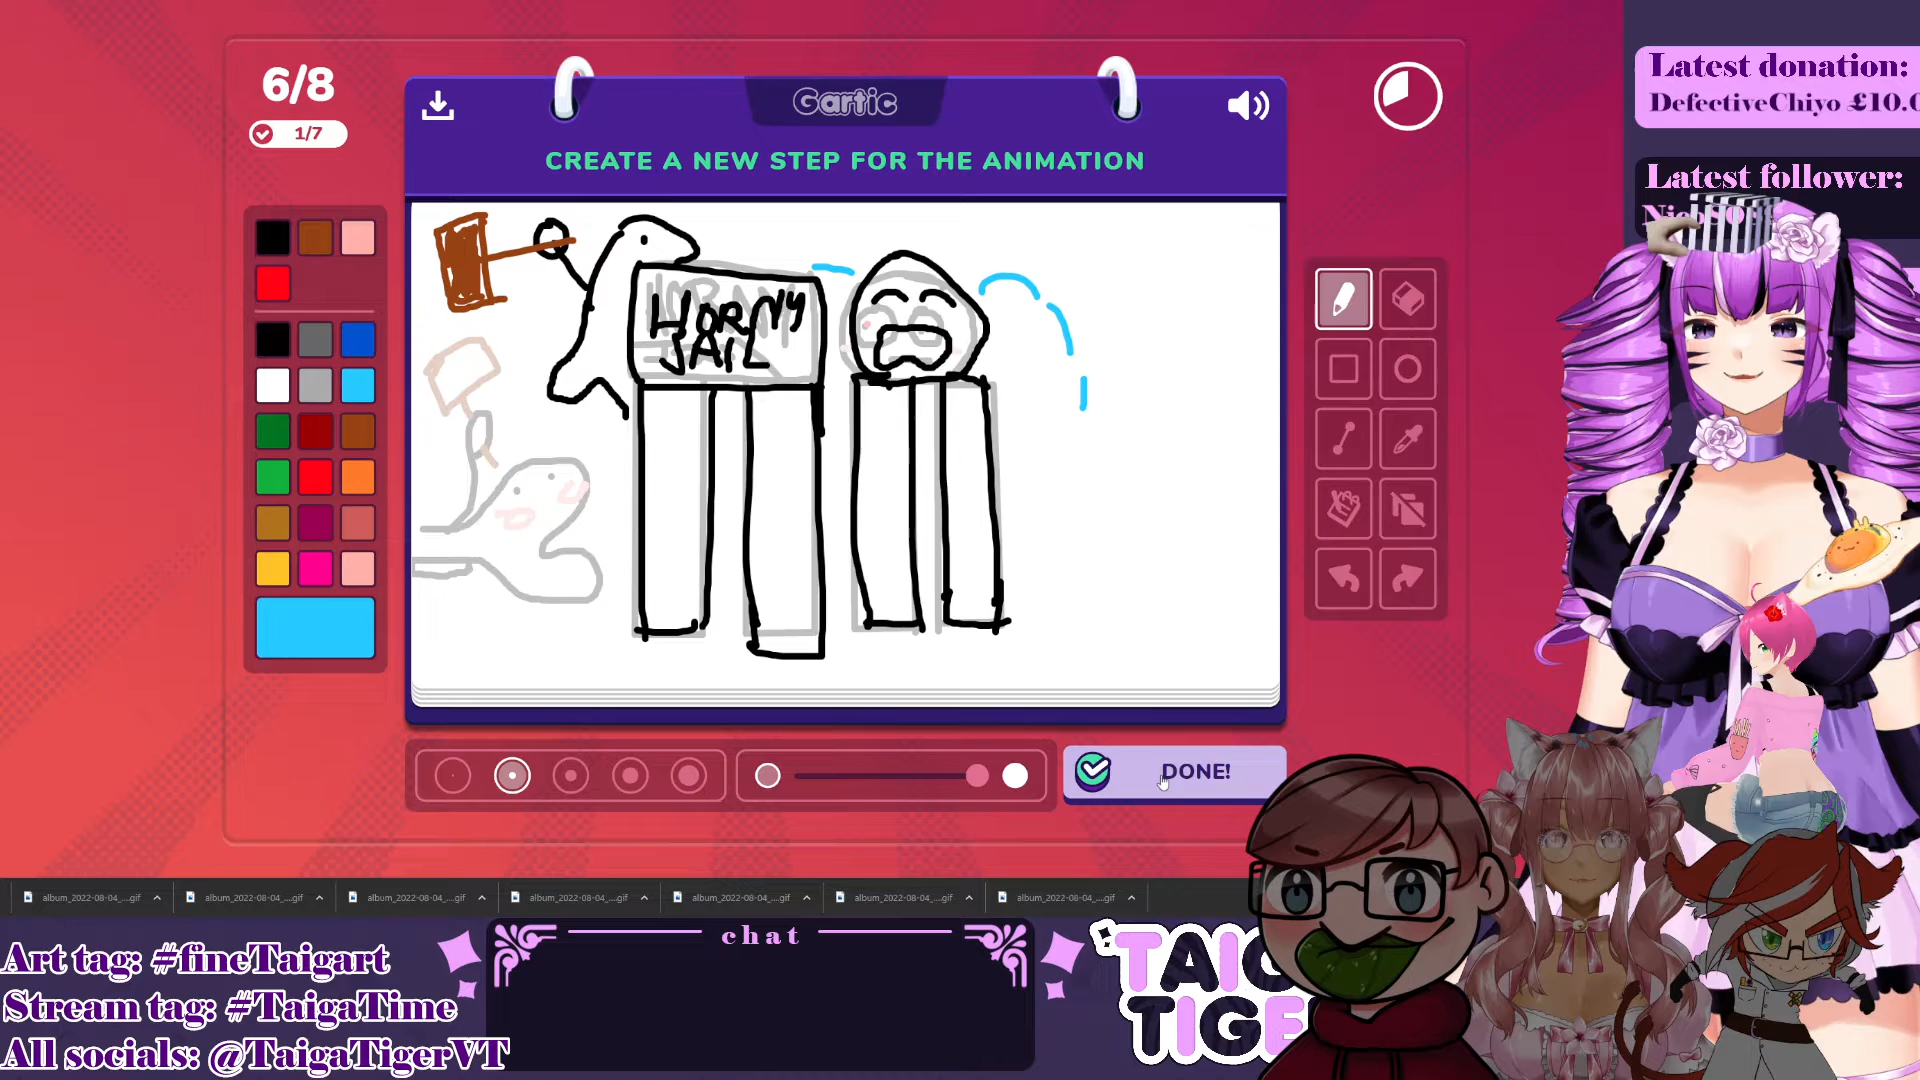 6/8
1/7
Gartic
CREATE A NEW STEP FOR THE ANIMATION
HORNY
JAIL
DONE!
Latest donation:
DefectiveChiyo £10.0
Latest follower:
album_2022-08-04_....gif
album_2022-08-04_....gif
album_2022-08-04_....gif
album_2022-08-04_....gif
album_2022-08-04_....gif
album_2022-08-04_....gif
album_2022-08-04_....gif
chat
Art tag: #fineTaigart
Stream tag: #TaigaTime
All socials: @TaigaTigerVT
TAIG
TIGE